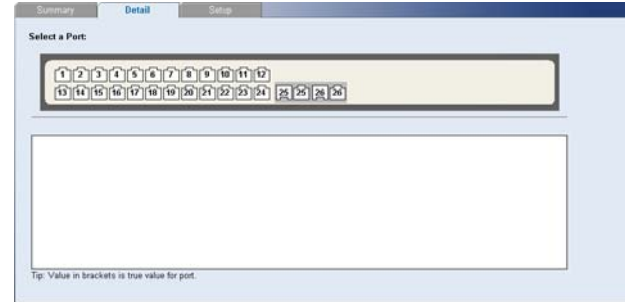 Summary Detail Setup
Select a Port:
1 2 3 4 5 6 7 8 9 10 11 12
13 14 15 16 17 18 19 20 21 22 23 24 25 25 26 26
Tip: Value in brackets is true value for port.